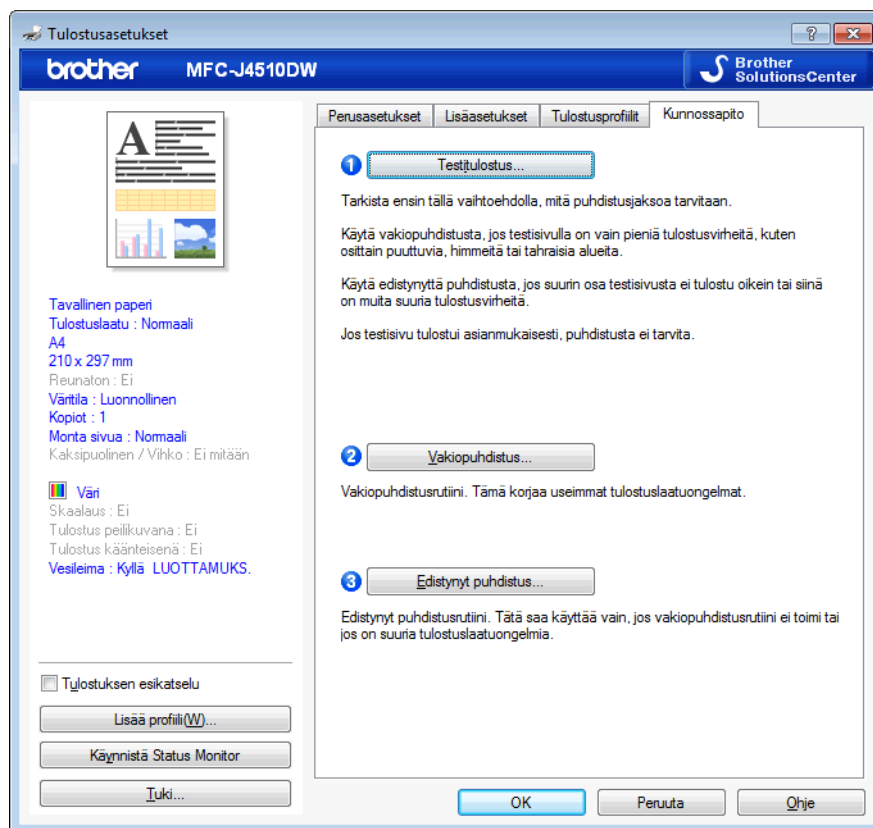 Tulostusasetukset
brother MFC-J4510DW
Brother
SolutionsCenter
Perusasetukset Lisäasetukset Tulostusprofiilit Kunnossapito
A
1 Testitulostus...
Tarkista ensin tällä vaihtoehdolla, mitä puhdistusjaksoa tarvitaan.
Käytä vakiopuhdistusta, jos testisivulla on vain pieniä tulostusvirheitä, kuten
osittain puuttuvia, himmeitä tai tahraisia alueita.
Käytä edistynyttä puhdistusta, jos suurin osa testisivusta ei tulostu oikein tai siinä
on muita suuria tulostusvirheitä.
Jos testisivu tulostui asianmukaisesti, puhdistusta ei tarvita.
2 Vakiopuhdistus...
Vakiopuhdistusrutiini. Tämä korjaa useimmat tulostuslaatuongelmat.
3 Edistynyt puhdistus...
Edistynyt puhdistusrutiini. Tätä saa käyttää vain, jos vakiopuhdistusrutiini ei toimi tai
jos on suuria tulostuslaatuongelmia.
Tavallinen paperi
Tulostuslaatu : Normaali
A4
210 x 297 mm
Reunaton : Ei
Väritila : Luonnollinen
Kopiot : 1
Monta sivua : Normaali
Kaksipuolinen / Vihko : Ei mitään
Väri
Skaalaus : Ei
Tulostus peilikuvana : Ei
Tulostus käänteisenä : Ei
Vesileima : Kyllä LUOTTAMUKS.
Tulostuksen esikatselu
Lisää profiili(W)...
Käynnistä Status Monitor
Tuki...
OK Peruuta Ohje